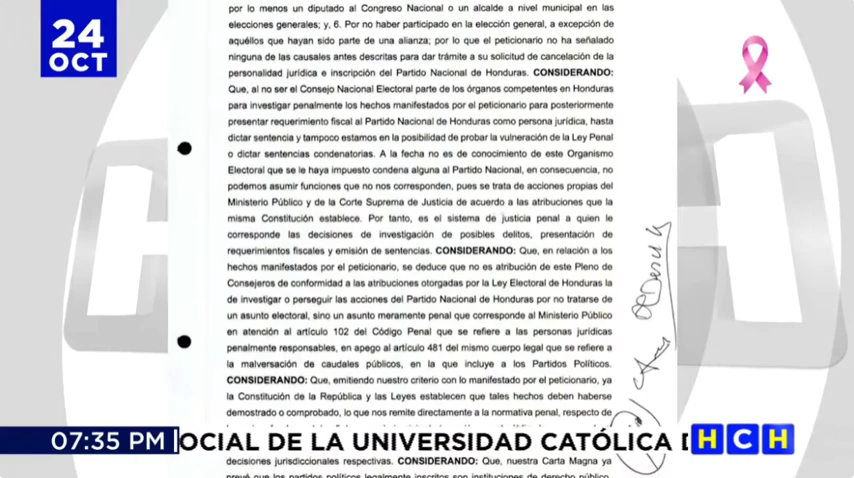 24
OCT
por lo menos un diputado al Congreso Nacional o un alcalde a nivel municipal en las
elecciones generales; y, 6. Por no haber participado en la elección general, a excepción de
aquéllos que hayan sido parte de una alianza; por lo que el peticionario no ha señalado
ninguna de las causales antes descritas para dar trámite a su solicitud de cancelación de la
personalidad jurídica e inscripción del Partido Nacional de Honduras. CONSIDERANDO:
Que, al no ser el Consejo Nacional Electoral parte de los órganos competentes en Honduras
para investigar penalmente los hechos manifestados por el peticionario para posteriormente
presentar requerimiento fiscal al Partido Nacional de Honduras como persona jurídica, hasta
dictar sentencia y tampoco estamos en la posibilidad de probar la vulneración de la Ley Penal
o dictar sentencias condenatorias. A la fecha no es de conocimiento de este Organismo
Electoral que se le haya impuesto condena alguna al Partido Nacional, en consecuencia, no
podemos asumir funciones que no nos corresponden, pues se trata de acciones propias del
Ministerio Público y de la Corte Suprema de Justicia de acuerdo a las atribuciones que la
misma Constitución establece. Por tanto, es el sistema de justicia penal a quien le
corresponde las decisiones de investigación de posibles delitos, presentación de
requerimientos fiscales y emisión de sentencias. CONSIDERANDO: Que, en relación a los
hechos manifestados por el peticionario, se deduce que no es atribución de este Pleno de
Consejeros de conformidad a las atribuciones otorgadas por la Ley Electoral de Honduras la
de investigar o perseguir las acciones del Partido Nacional de Honduras por no tratarse de
un asunto electoral, sino un asunto meramente penal que corresponde al Ministerio Público
en atención al artículo 102 del Código Penal que se refiere a las personas jurídicas
penalmente responsables, en apego al artículo 481 del mismo cuerpo legal que se refiere a
la malversación de caudales públicos, en la que incluye a los Partidos Políticos.
CONSIDERANDO: Que, emitiendo nuestro criterio con lo manifestado por el peticionario, ya
la Constitución de la República y las Leyes establecen que tales hechos deben haberse
demostrado o comprobado, lo que nos remite directamente a la normativa penal, respecto de
07:35 PM
OCIAL DE LA UNIVERSIDAD CATÓLICA D
HCH
decisiones jurisdiccionales respectivas. CONSIDERANDO: Que, nuestra Carta Magna ya
prevé que los partidos políticos legalmente inscritos son instituciones de derecho público,